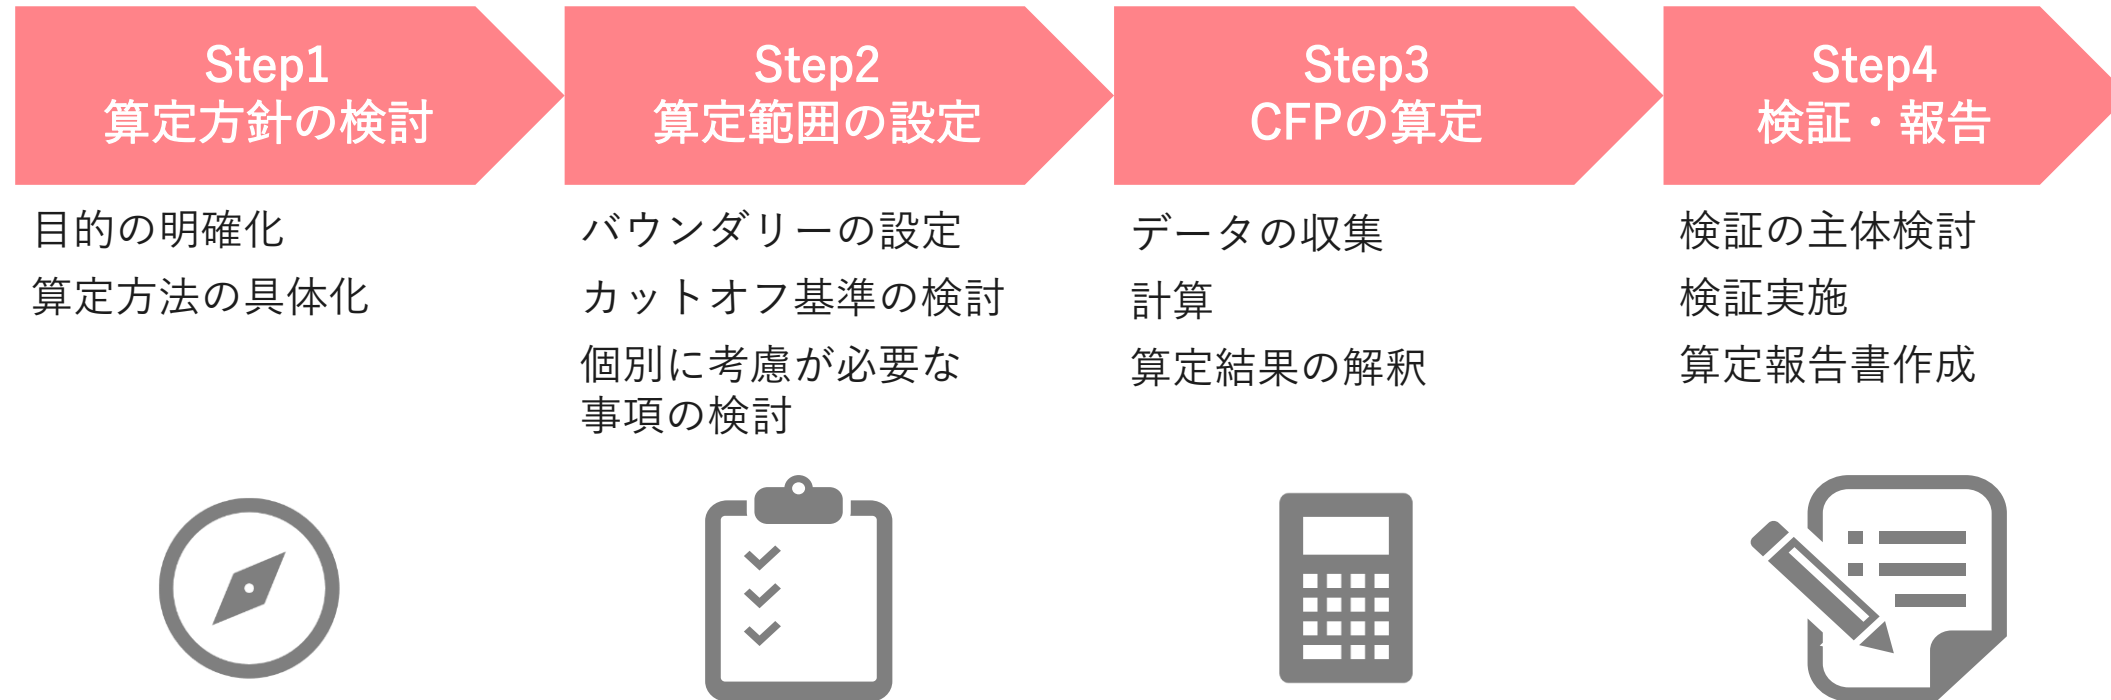 Step1
算定方針の検討
目的の明確化
算定方法の具体化
Step2
算定範囲の設定
バウンダリーの設定
カットオフ基準の検討
個別に考慮が必要な
事項の検討
Step3
CFPの算定
データの収集
計算
算定結果の解釈
Step4
検証・報告
検証の主体検討
検証実施
算定報告書作成